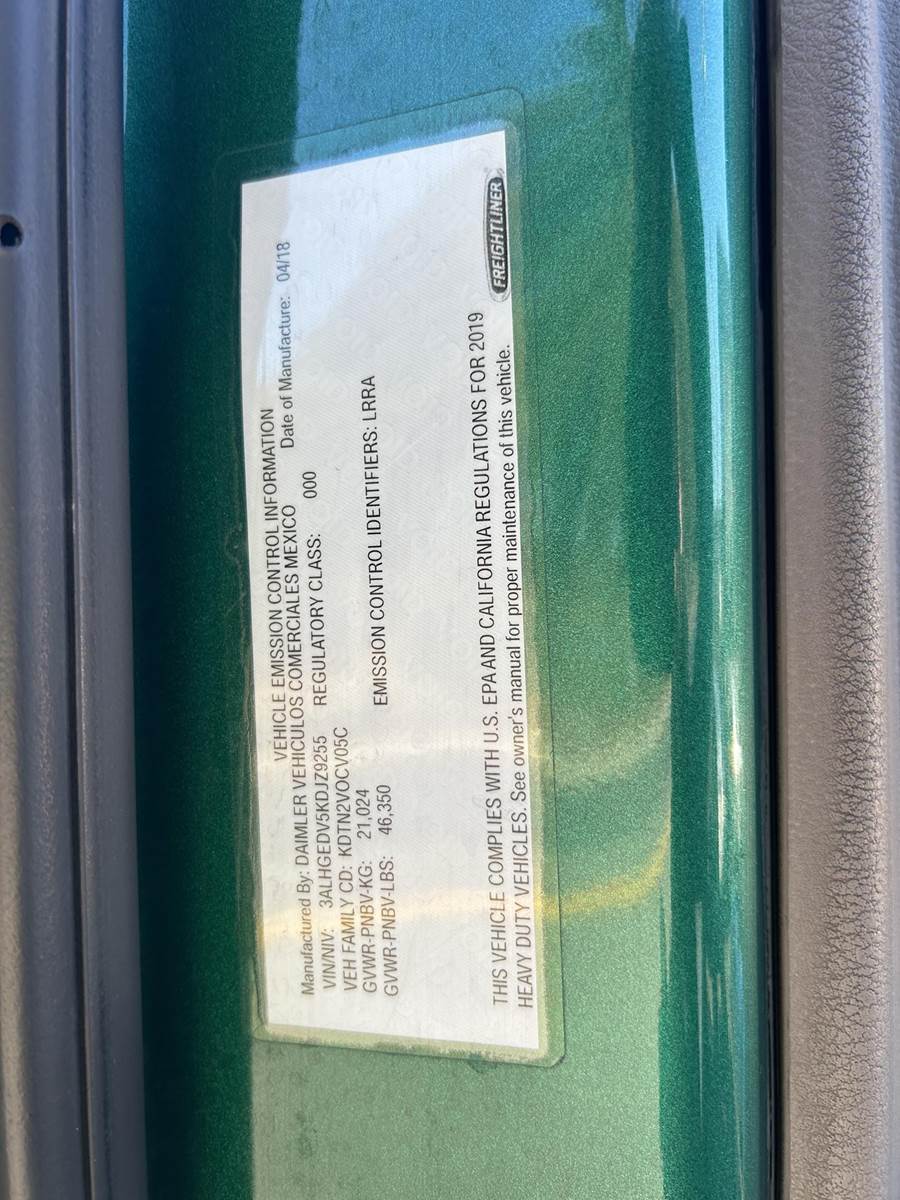 VEHICLE EMISSION CONTROL INFORMATION
Manufactured By: DAIMLER VEHICULOS COMERCIALES MEXICO Date of Manufacture: 04/18
VIN/NIV: 3ALHGEDV5KDJZ9255 REGULATORY CLASS: 000
VEH FAMILY CD: KDTN2VOCV05C
GVWR-PNBV-KG: 21,024
GVWR-PNBV-LBS: 46,350 EMISSION CONTROL IDENTIFIERS: LRRA
THIS VEHICLE COMPLIES WITH U.S. EPA AND CALIFORNIA REGULATIONS FOR 2019
HEAVY DUTY VEHICLES. See owner's manual for proper maintenance of this vehicle.
FREIGHTLINER